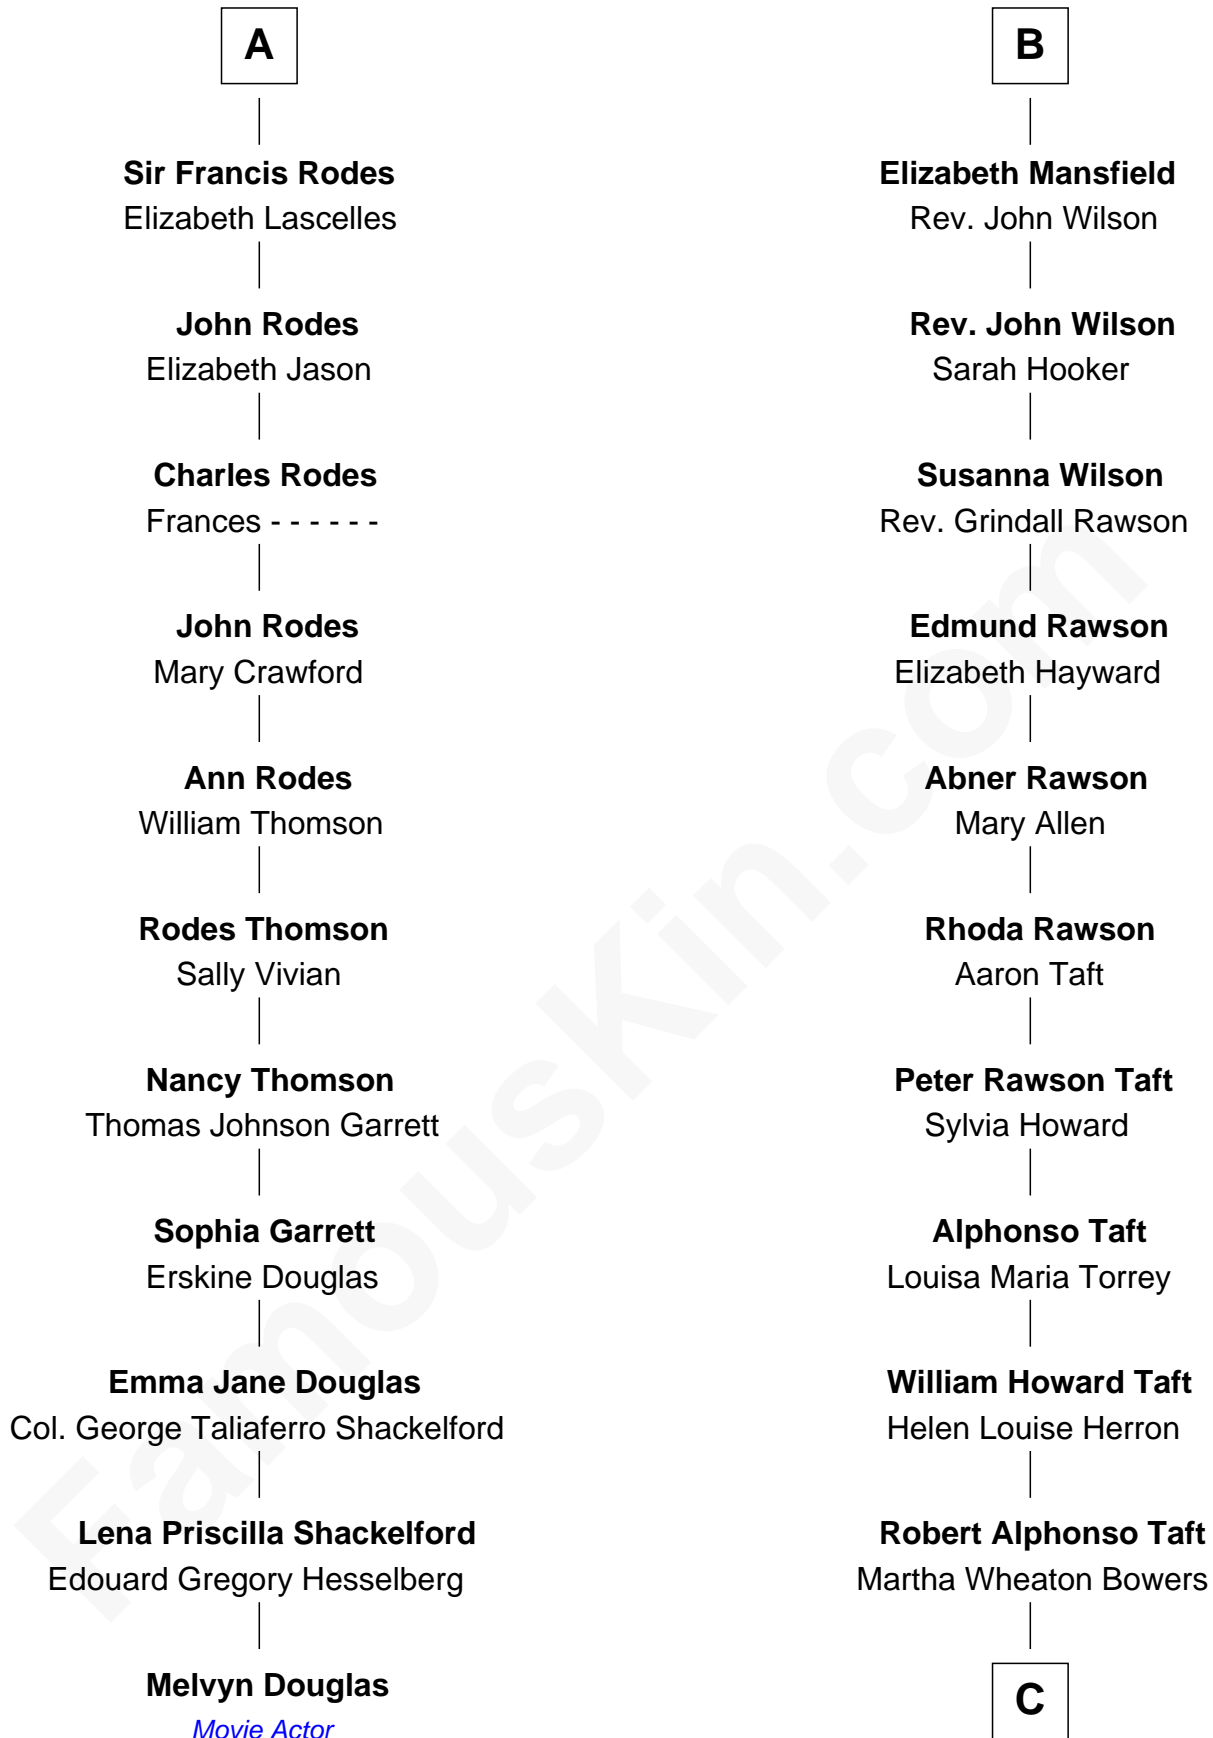 A
Sir Francis Rodes
Elizabeth Lascelles
John Rodes
Elizabeth Jason
Charles Rodes
Frances - - - - - -
John Rodes
Mary Crawford
Ann Rodes
William Thomson
Rodes Thomson
Sally Vivian
Nancy Thomson
Thomas Johnson Garrett
Sophia Garrett
Erskine Douglas
Emma Jane Douglas
Col. George Taliaferro Shackelford
Lena Priscilla Shackelford
Edouard Gregory Hesselberg
Melvyn Douglas
Movie Actor
B
Elizabeth Mansfield
Rev. John Wilson
Rev. John Wilson
Sarah Hooker
Susanna Wilson
Rev. Grindall Rawson
Edmund Rawson
Elizabeth Hayward
Abner Rawson
Mary Allen
Rhoda Rawson
Aaron Taft
Peter Rawson Taft
Sylvia Howard
Alphonso Taft
Louisa Maria Torrey
William Howard Taft
Helen Louise Herron
Robert Alphonso Taft
Martha Wheaton Bowers
C
FamousKin.com